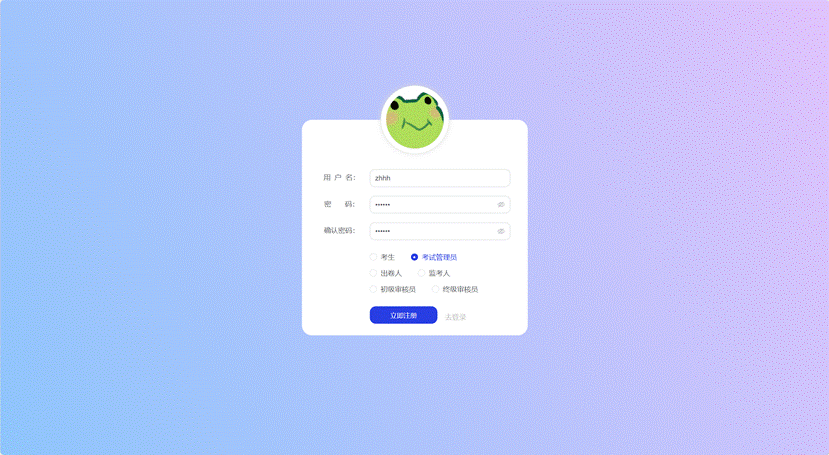 用 户 名： zhhh
密 码： ••••••
确认密码： ••••••
考生 考试管理员
出卷人 监考人
初级审核员 终级审核员
立即注册 去登录